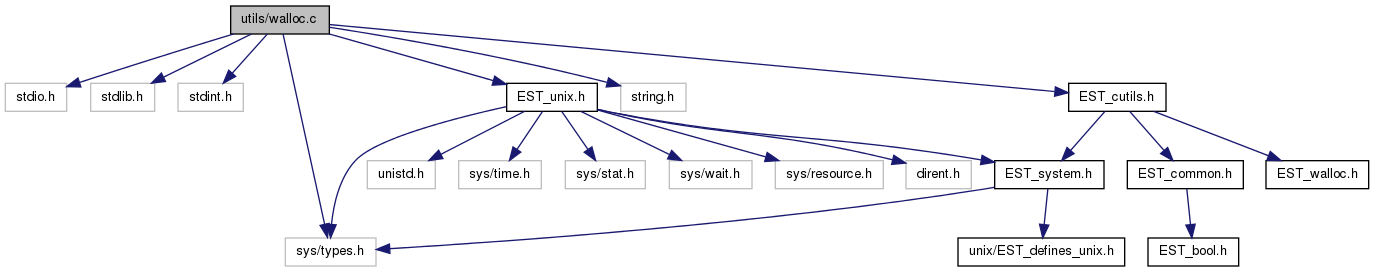 utils/walloc.c
stdio.h
stdlib.h
stdint.h
EST_unix.h
string.h
EST_cutils.h
unistd.h
sys/time.h
sys/stat.h
sys/wait.h
sys/resource.h
dirent.h
EST_system.h
EST_common.h
EST_walloc.h
sys/types.h
unix/EST_defines_unix.h
EST_bool.h